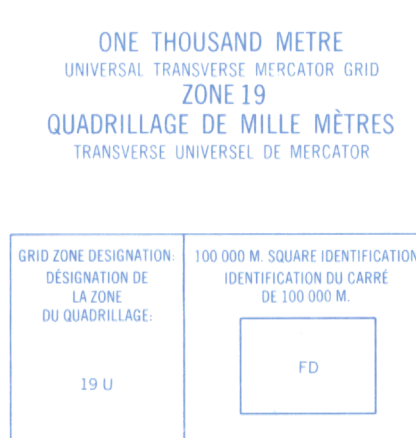 ONE THOUSAND METRE
UNIVERSAL TRANSVERSE MERCATOR GRID
ZONE 19
QUADRILLAGE DE MILLE MÈTRES
TRANSVERSE UNIVERSEL DE MERCATOR
GRID ZONE DESIGNATION:
DÉSIGNATION DE
LA ZONE
DU QUADRILLAGE:
19 U
100 000 M. SQUARE IDENTIFICATION
IDENTIFICATION DU CARRÉ
DE 100 000 M.
FD